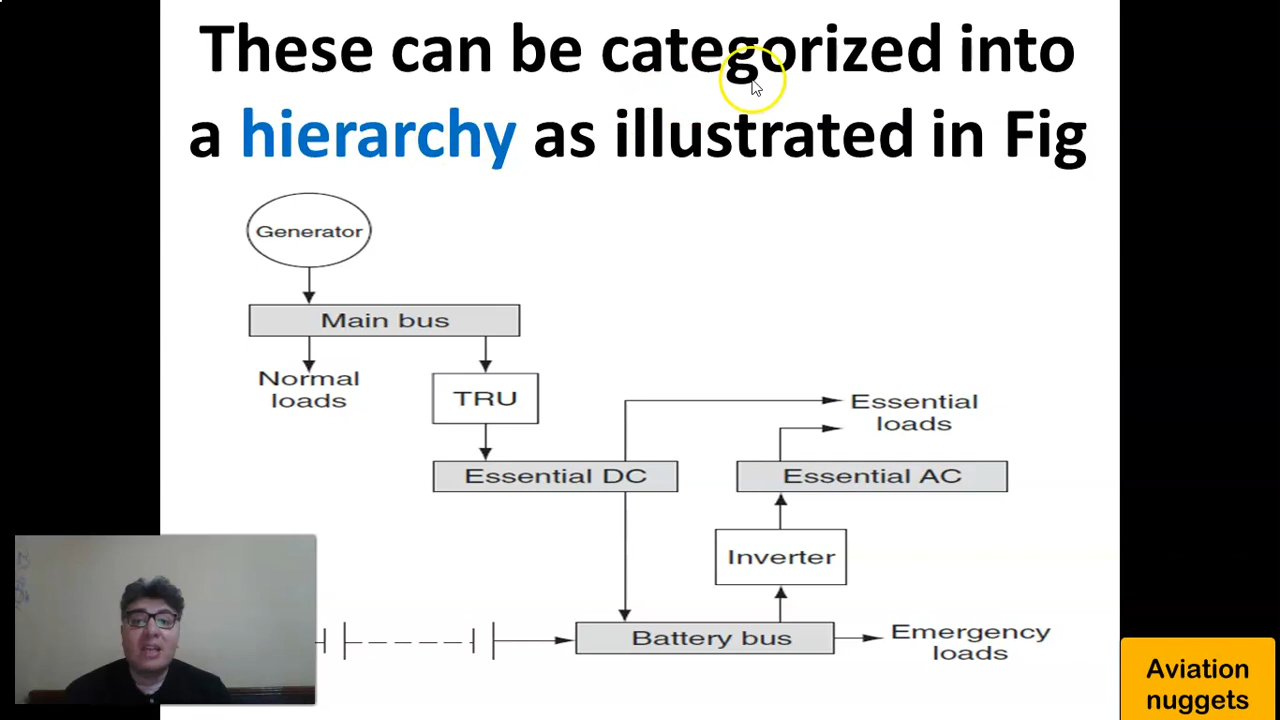 These can be categorized into
a hierarchy as illustrated in Fig
Generator
Main bus
Normal
loads
TRU
Essential
loads
Essential DC
Essential AC
Inverter
Battery bus
Emergency
loads
Aviation
nuggets